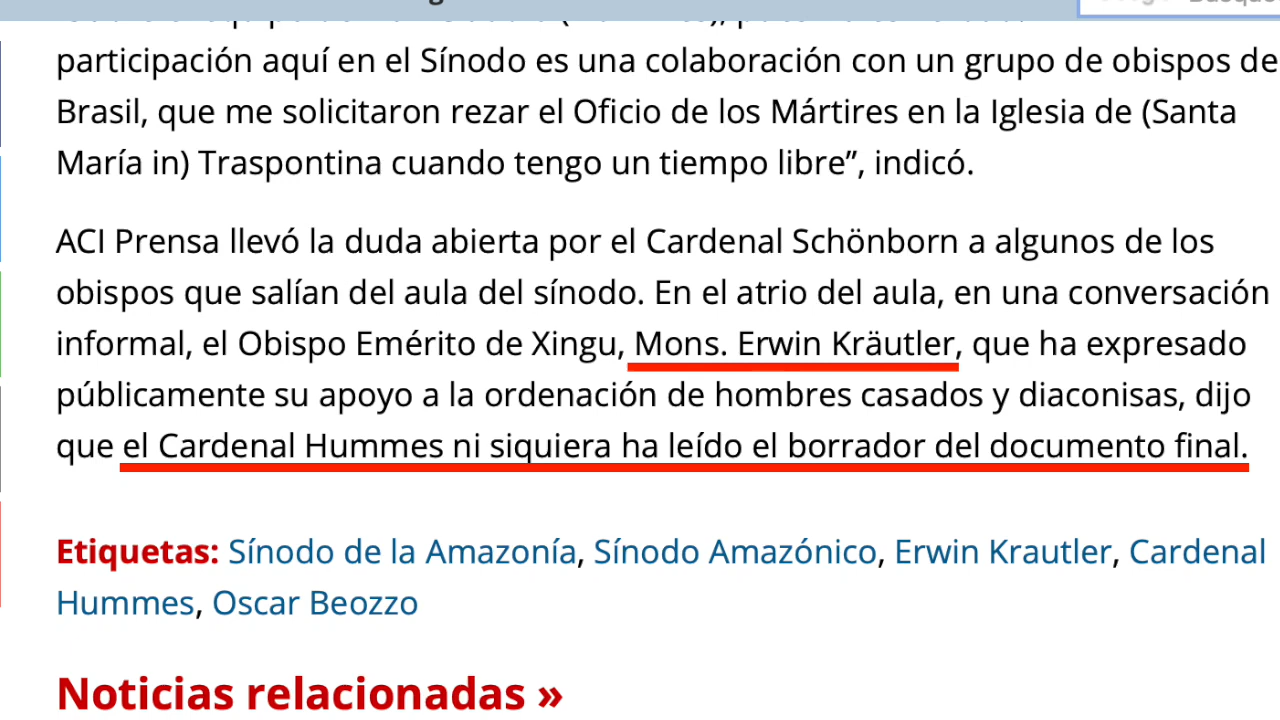 participación aquí en el Sínodo es una colaboración con un grupo de obispos de
Brasil, que me solicitaron rezar el Oficio de los Mártires en la Iglesia de (Santa
María in) Traspontina cuando tengo un tiempo libre”, indicó.
ACI Prensa llevó la duda abierta por el Cardenal Schönborn a algunos de los
obispos que salían del aula del sínodo. En el atrio del aula, en una conversación
informal, el Obispo Emérito de Xingu, Mons. Erwin Kräutler, que ha expresado
públicamente su apoyo a la ordenación de hombres casados y diaconisas, dijo
que el Cardenal Hummes ni siquiera ha leído el borrador del documento final.
Etiquetas: Sínodo de la Amazonía, Sínodo Amazónico, Erwin Krautler, Cardenal
Hummes, Oscar Beozzo
Noticias relacionadas »